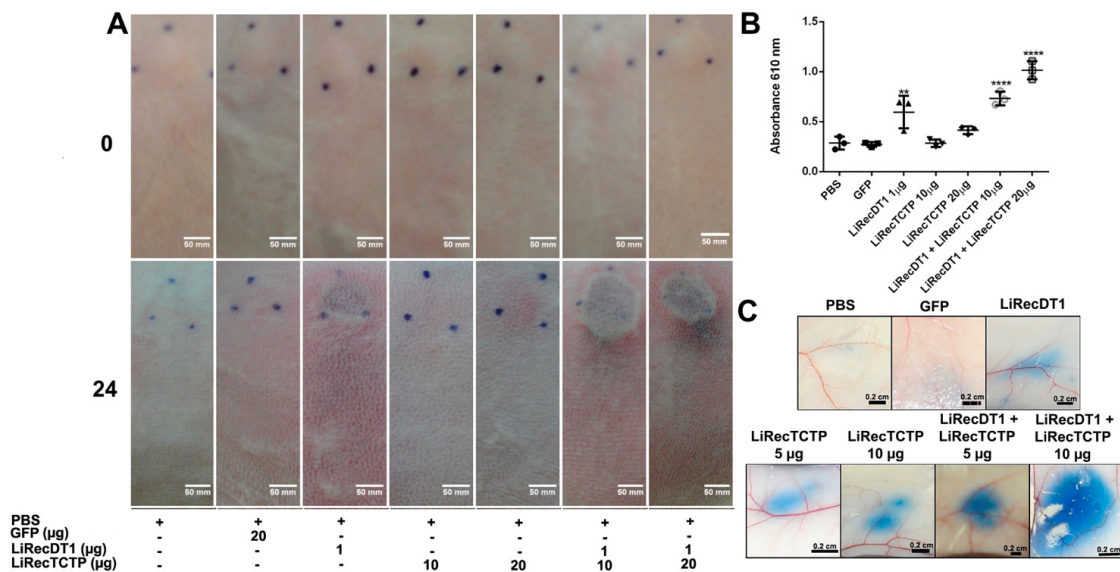 A
0
50 mm 50 mm 50 mm 50 mm 50 mm 50 mm 50 mm
24
50 mm 50 mm 50 mm 50 mm 50 mm 50 mm 50 mm
PBS + + + + + + +
GFP (µg) - 20 - - - - -
LiRecDT1 (µg) - - 1 - - 1 1
LiRecTCTP (µg) - - - 10 20 10 20
B
Absorbance 610 nm
1.5
1.0
0.5
0.0
**
****
****
PBS
GFP
LiRecDT1 1µg
LiRecTCTP 10µg
LiRecTCTP 20µg
LiRecDT1 + LiRecTCTP 10µg
LiRecDT1 + LiRecTCTP 20µg
C
PBS GFP LiRecDT1
0.2 cm 0.2 cm 0.2 cm
LiRecTCTP 5 µg
LiRecTCTP 10 µg
LiRecDT1 + LiRecTCTP 5 µg
LiRecDT1 + LiRecTCTP 10 µg
0.2 cm 0.2 cm 0.2 cm 0.2 cm